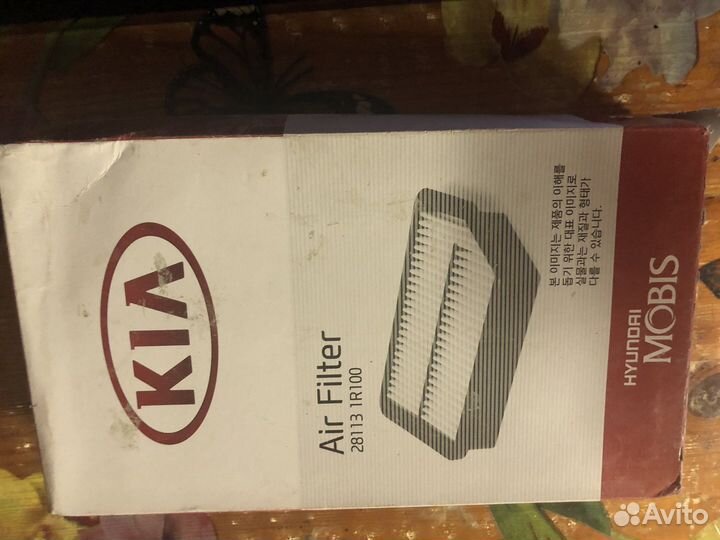 KIA
Air Filter
28113 1R100
본 이미지는 제품의 이해를
돕기 위한 대표 이미지로
실물과는 재질과 형태가
다를 수 있습니다.
HYUNDAI
MOBIS
Avito